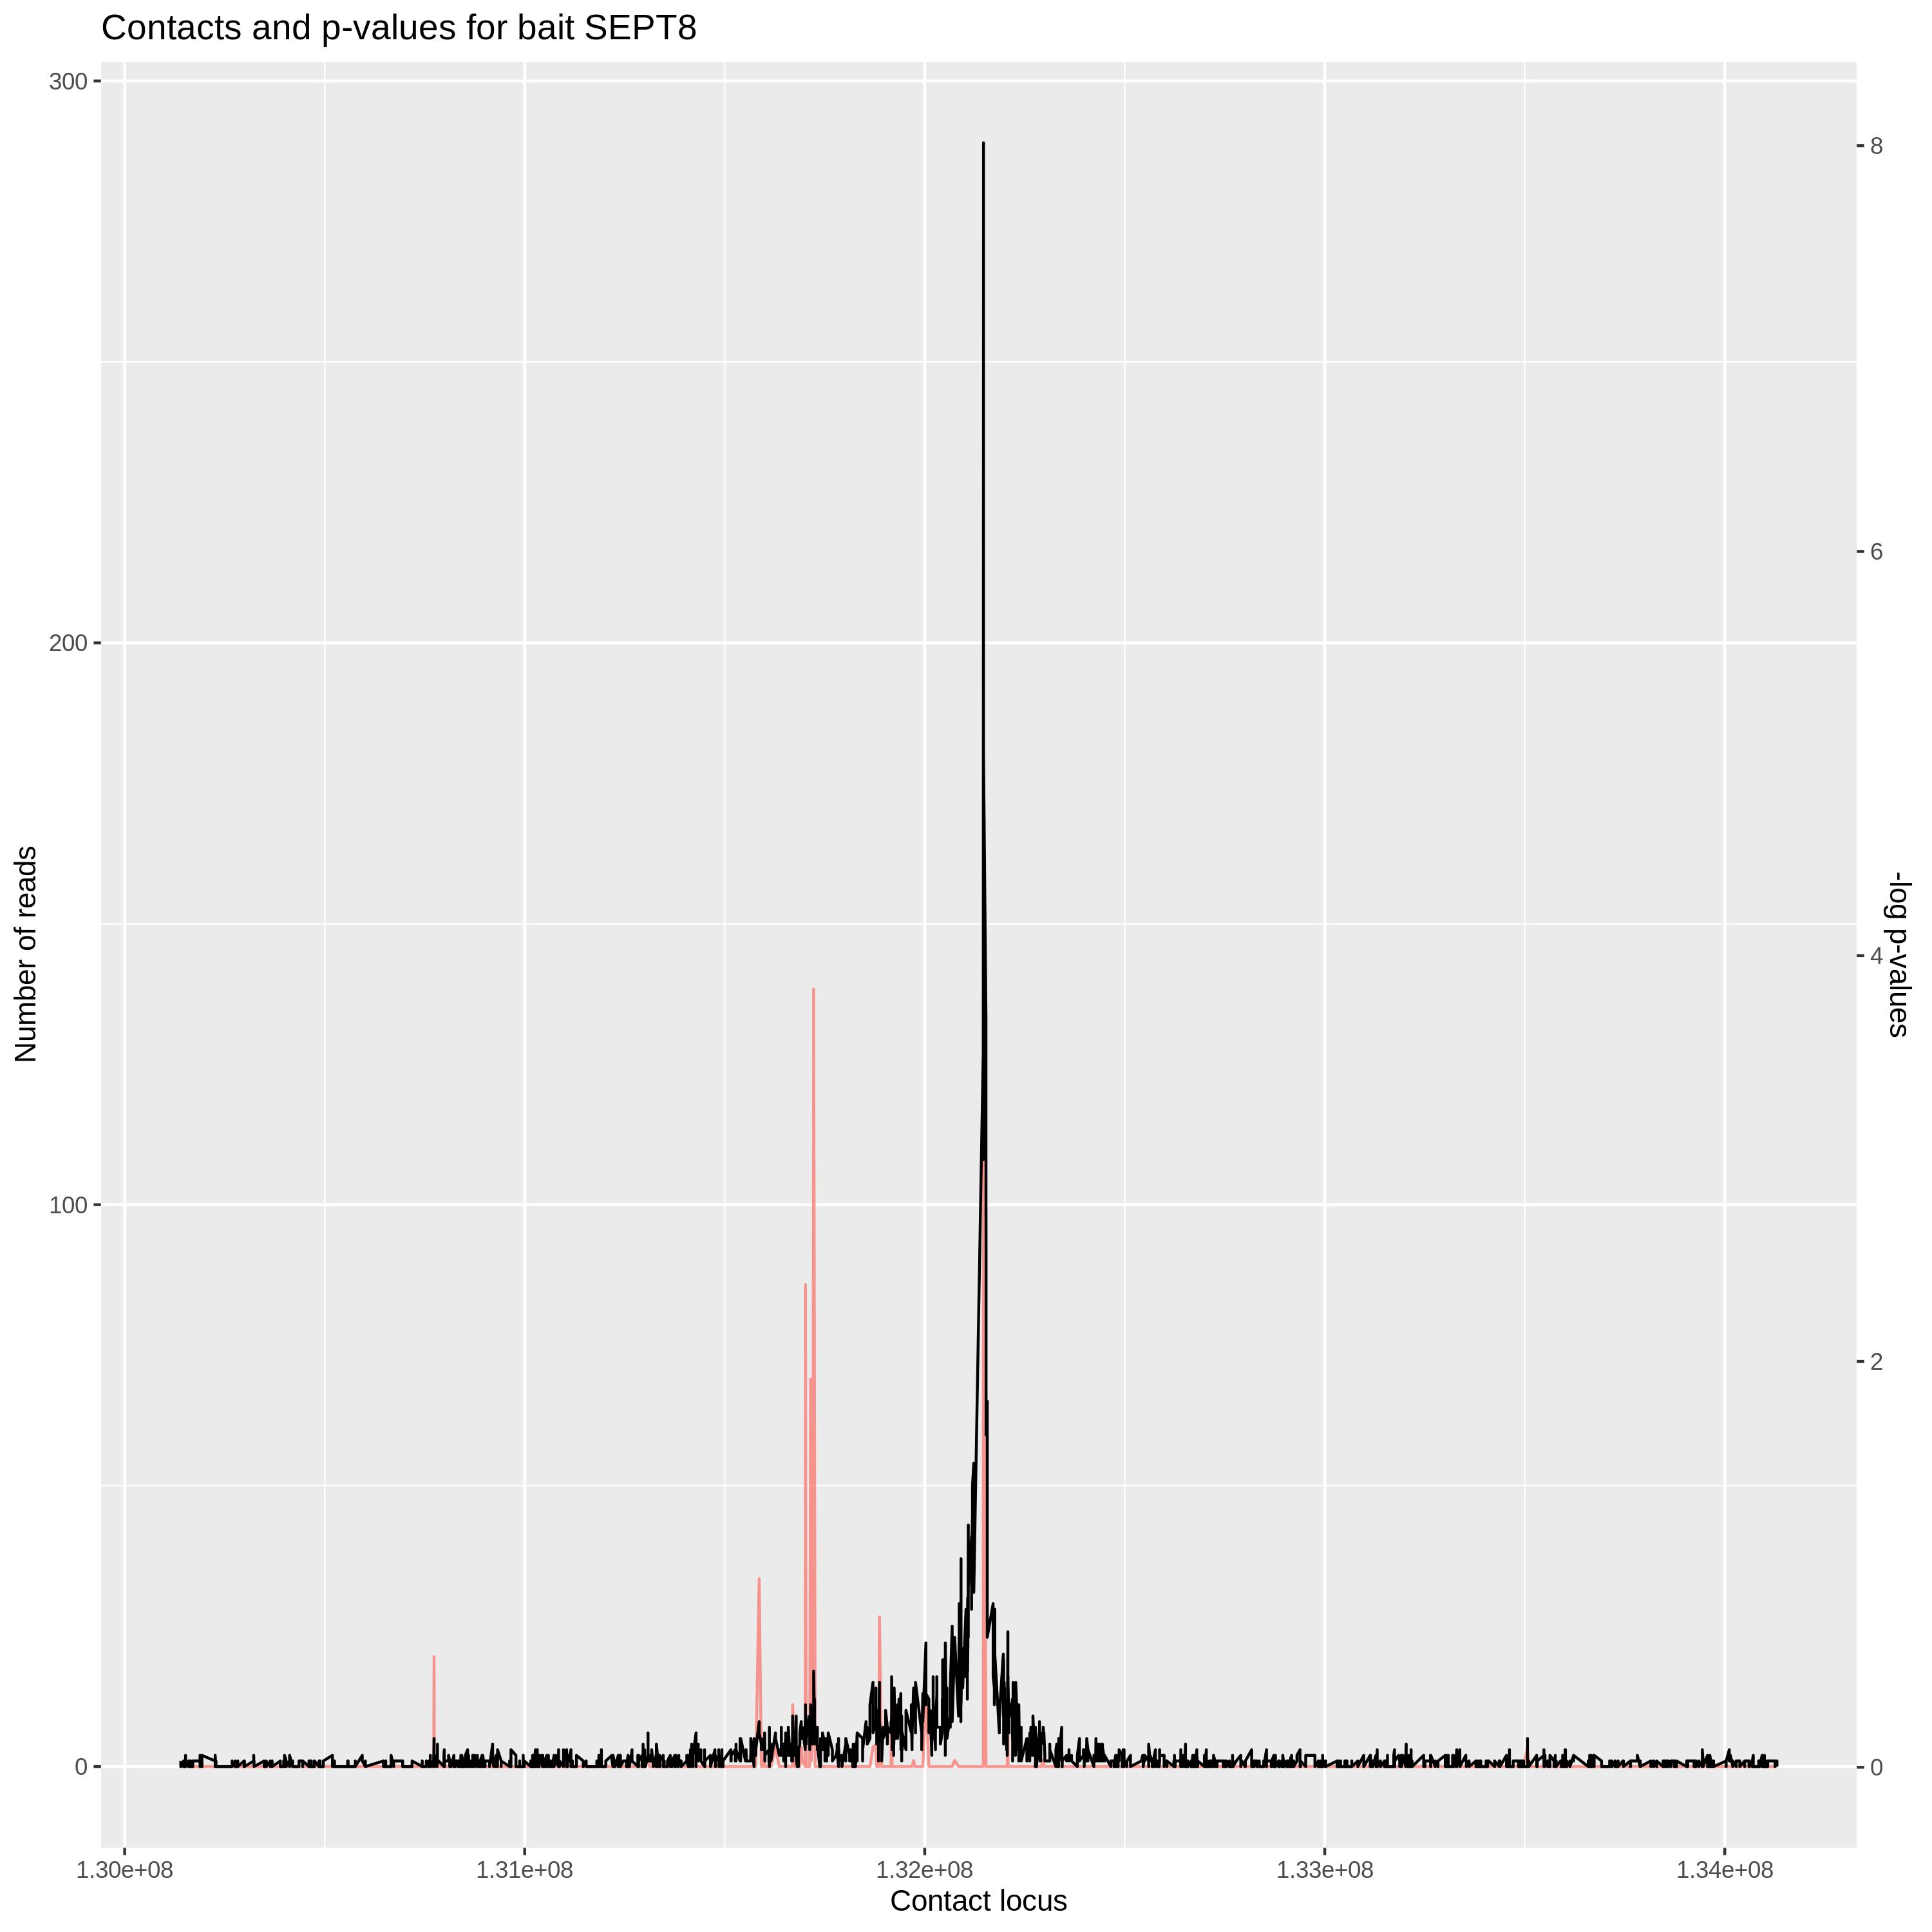 Contacts and p-values for bait SEPT8
300
200
100
0
8
6
4
2
0
Number of reads
-log p-values
1.30e+08
1.31e+08
1.32e+08
1.33e+08
1.34e+08
Contact locus